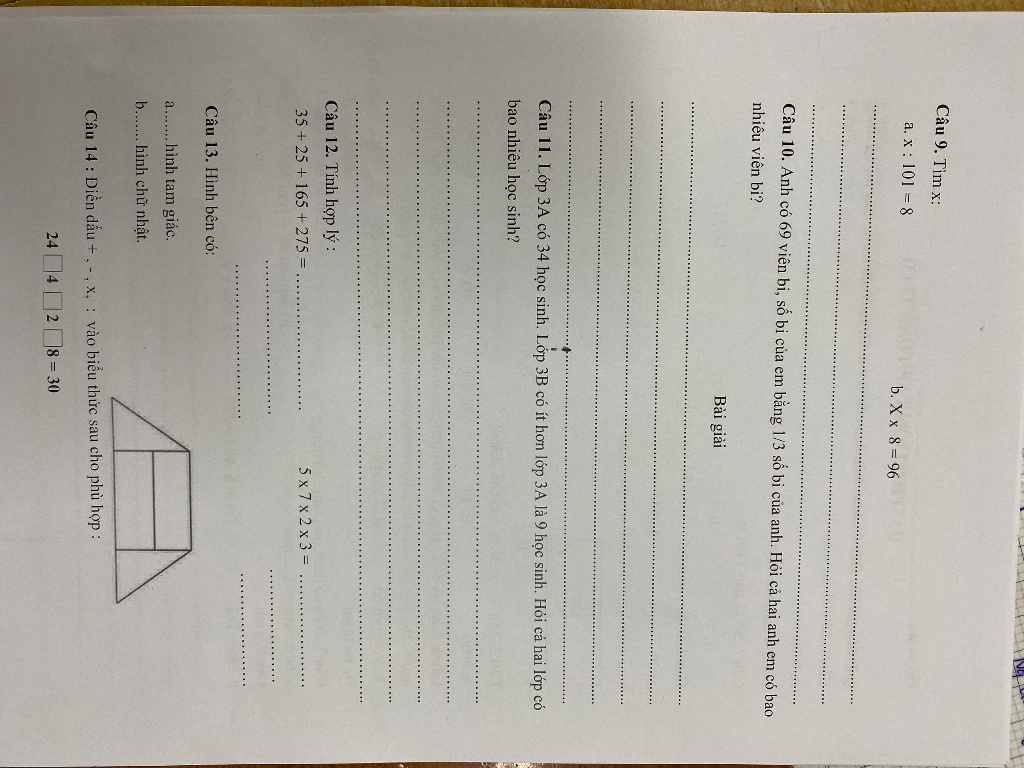 Câu 9. Tìm x:
a. x : 101 = 8 b. X x 8 = 96
Câu 10. Anh có 69 viên bi, số bi của em bằng 1/3 số bi của anh. Hỏi cả hai anh em có bao
nhiêu viên bi?
Bài giải
Câu 11. Lớp 3A có 34 học sinh. Lớp 3B có ít hơn lớp 3A là 9 học sinh. Hỏi cả hai lớp có
bao nhiêu học sinh?
Câu 12. Tính hợp lý :
35 + 25 + 165 + 275 = .................... 5 x 7 x 2 x 3 = ....................
Câu 13. Hình bên có:
a........hình tam giác.
b........hình chữ nhật.
Câu 14 : Điền dấu + , - , x, : vào biểu thức sau cho phù hợp :
24 □ 4 □ 2 □ 8 = 30